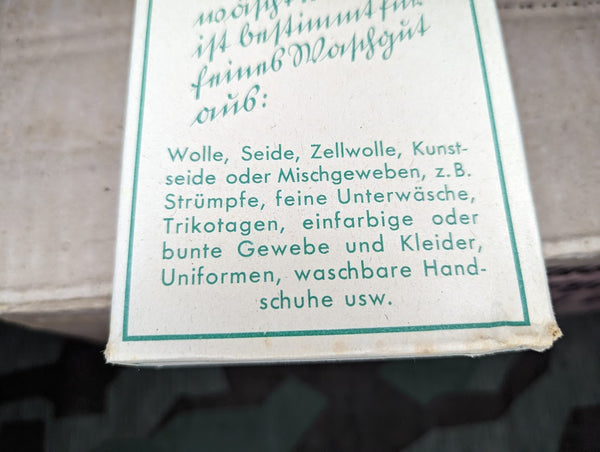 wäscht
ist bestimmt für
feines Waschgut
aus:
Wolle, Seide, Zellwolle, Kunst-
seide oder Mischgeweben, z. B.
Strümpfe, feine Unterwäsche,
Trikotagen, einfarbige oder
bunte Gewebe und Kleider,
Uniformen, waschbare Hand-
schuhe usw.